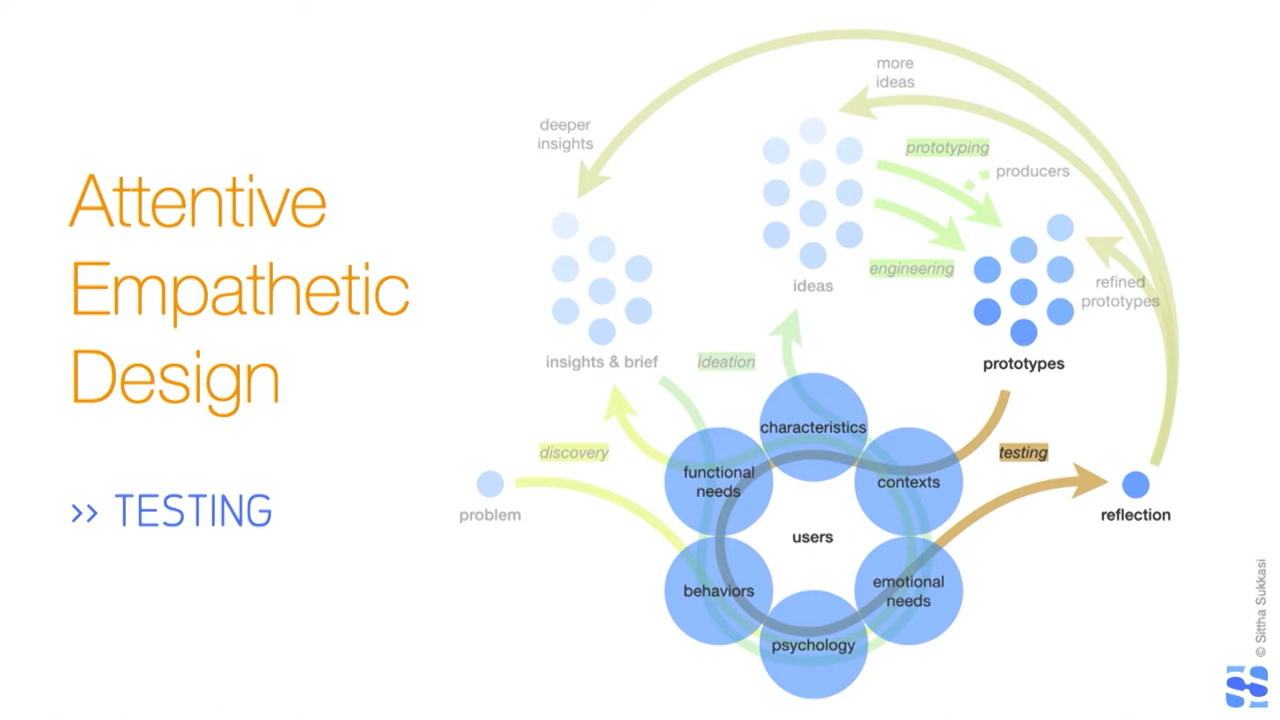 Attentive
Empathetic
Design
>> TESTING
more
ideas
deeper
insights
prototyping
producers
engineering
ideas
refined
prototypes
insights & brief
ideation
prototypes
characteristics
discovery
testing
functional
needs
contexts
problem
reflection
users
behaviors
emotional
needs
psychology
© Sittha Sukkasi